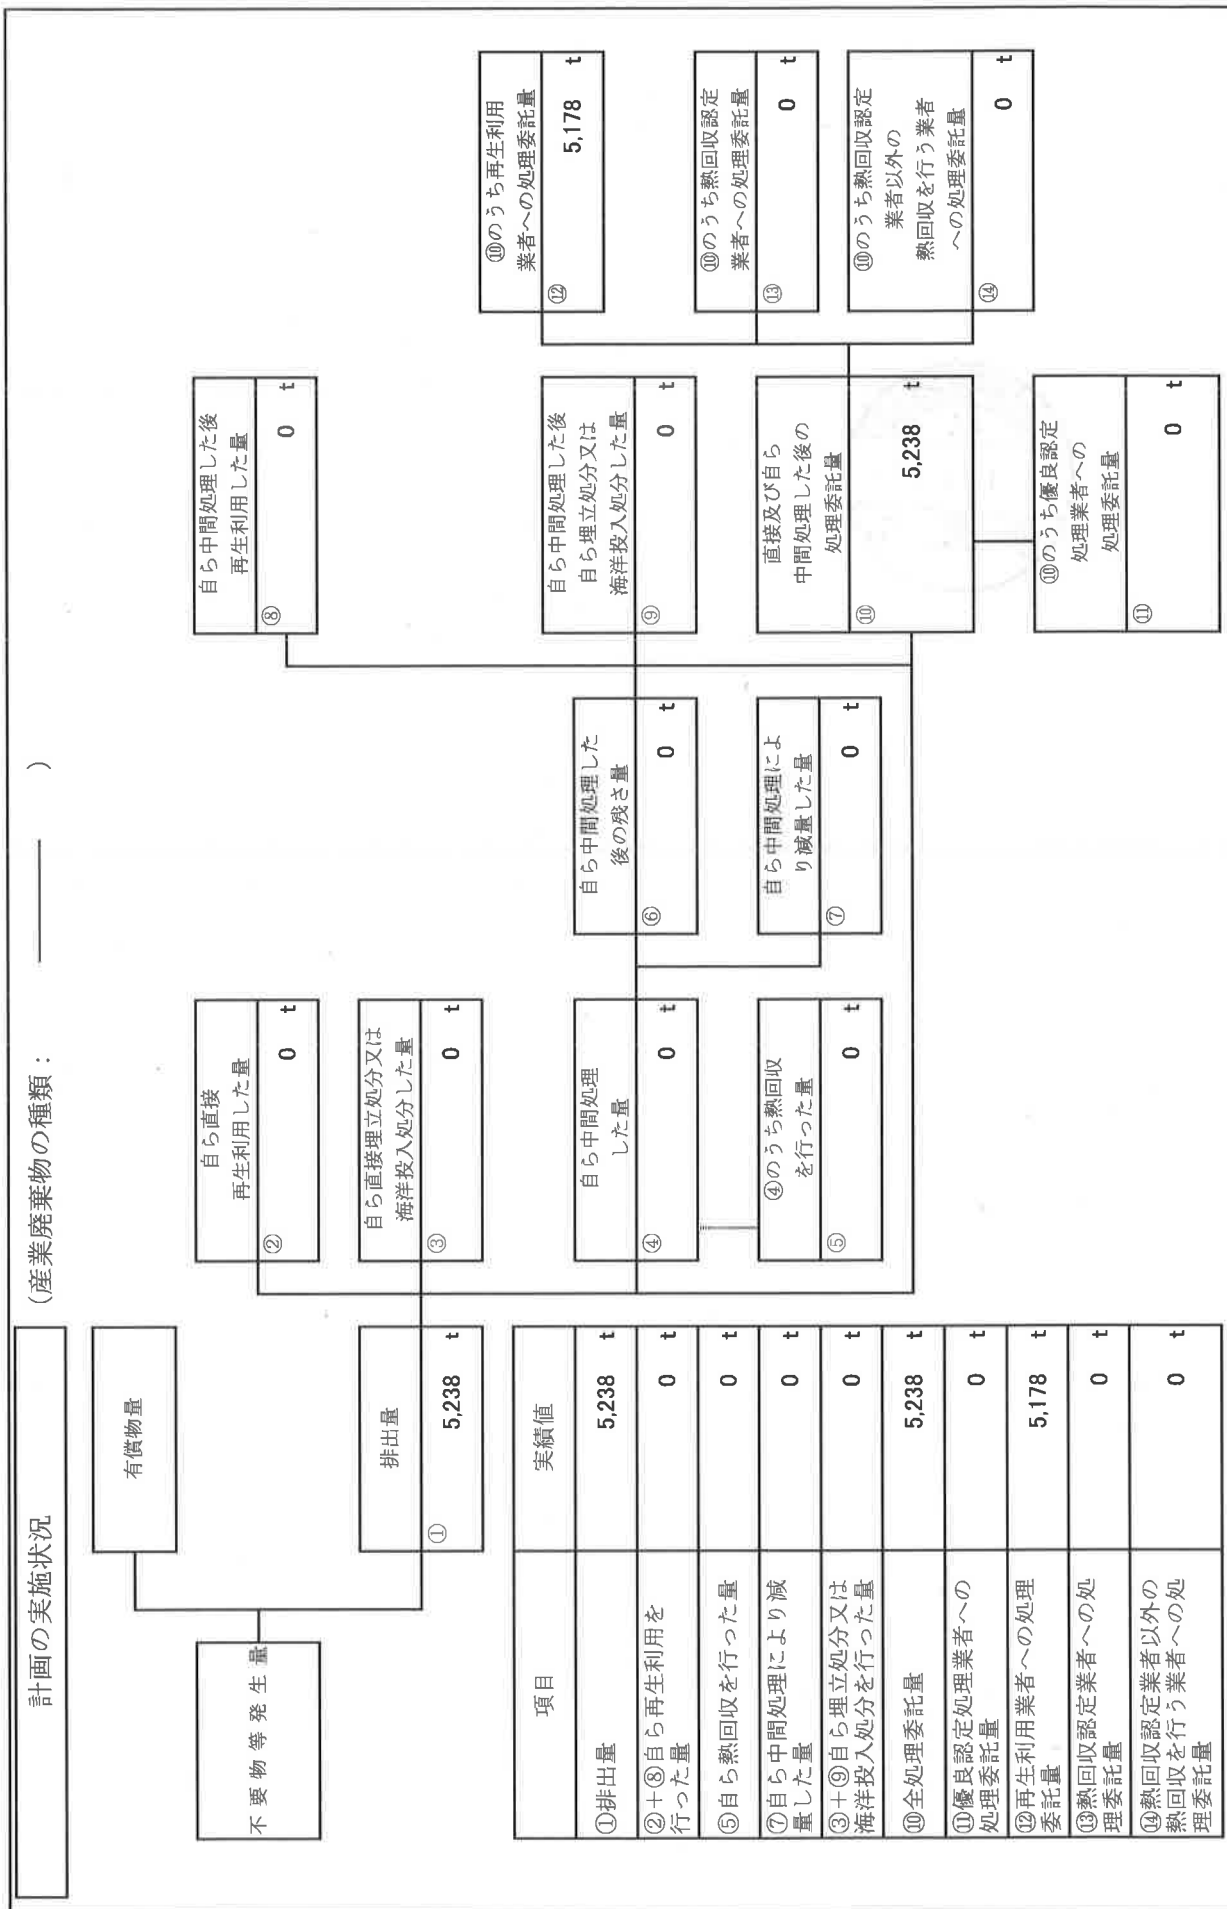 計画の実施状況
(産業廃棄物の種類：　　　　　)
不要物等発生量
有償物量
排出量
① 5,238 t
自ら直接
再生利用した量
② 0 t
自ら直接埋立処分又は
海洋投入処分した量
③ 0 t
自ら中間処理
した量
④ 0 t
④のうち熱回収
を行った量
⑤ 0 t
自ら中間処理した
後の残さ量
⑥ 0 t
自ら中間処理によ
り減量した量
⑦ 0 t
自ら中間処理した後
再生利用した量
⑧ 0 t
自ら中間処理した後
自ら埋立処分又は
海洋投入処分した量
⑨ 0 t
直接及び自ら
中間処理した後の
処理委託量
⑩ 5,238 t
⑩のうち優良認定
処理業者への
処理委託量
⑪ 0 t
⑩のうち再生利用
業者への処理委託量
⑫ 5,178 t
⑩のうち熱回収認定
業者への処理委託量
⑬ 0 t
⑩のうち熱回収認定
業者以外の
熱回収を行う業者
への処理委託量
⑭ 0 t
項目 実績値
①排出量 5,238 t
②＋⑧自ら再生利用を
行った量 0 t
⑤自ら熱回収を行った量 0 t
⑦自ら中間処理により減
量した量 0 t
③＋⑨自ら埋立処分又は
海洋投入処分を行った量 0 t
⑩全処理委託量 5,238 t
⑪優良認定処理業者への
処理委託量 0 t
⑫再生利用業者への処理
委託量 5,178 t
⑬熱回収認定業者への処
理委託量 0 t
⑭熱回収認定業者以外の
熱回収を行う業者への処
理委託量 0 t